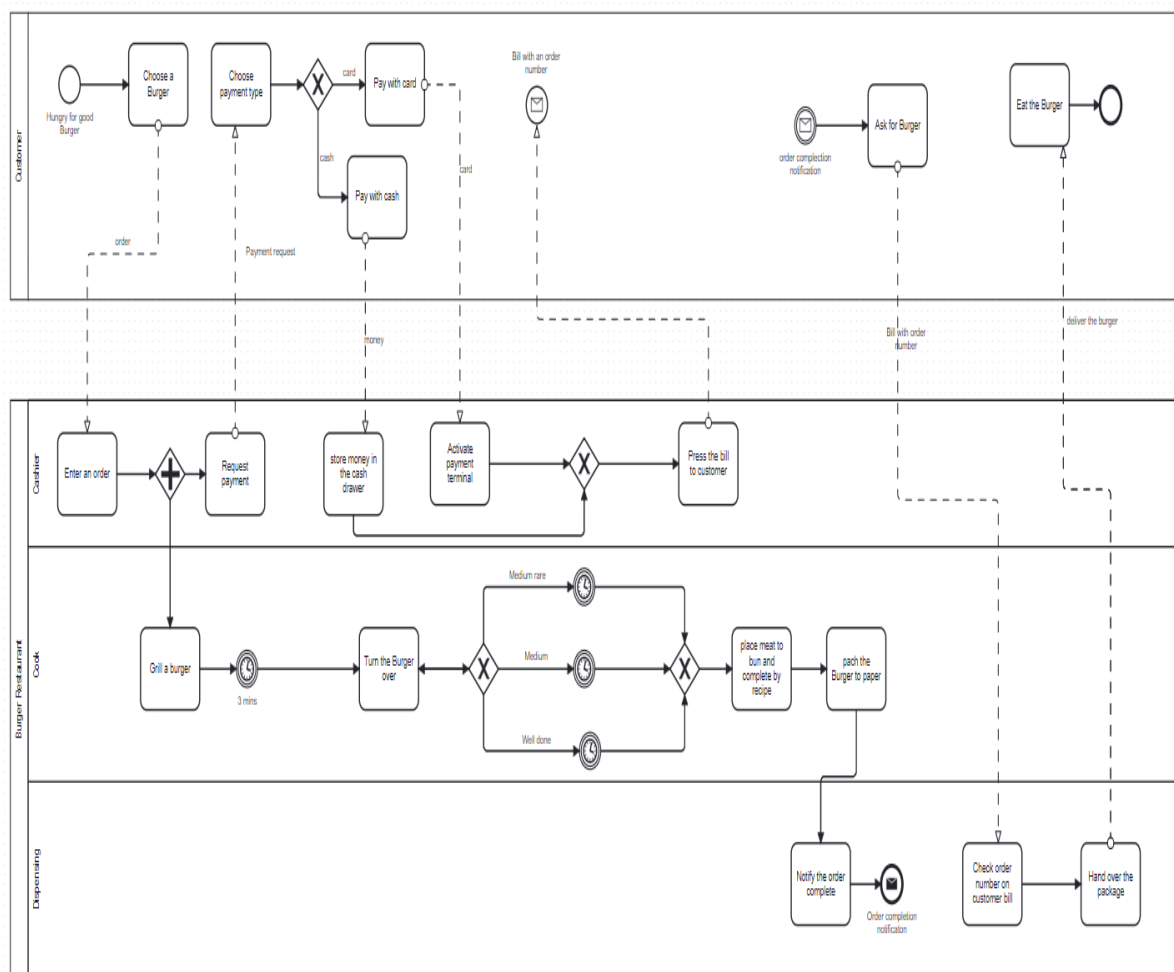 Customer
Hungry for good
Burger
Choose a
Burger
Choose
payment type
card
Pay with card
cash
Pay with cash
Bill with an order
number
order complection
notification
Ask for Burger
Eat the Burger
order
Payment request
money
card
Bill with order
number
deliver the burger
Burger Restaurant
Cashier
Enter an order
Request
payment
store money in
the cash
drawer
Activate
payment
terminal
Press the bill
to customer
Cook
Grill a burger
3 mins
Turn the Burger
over
Medium rare
Medium
Well done
place meat to
bun and
complete by
recipe
pach the
Burger to paper
Dispensing
Notify the order
complete
Order completion
notificaton
Check order
number on
customer bill
Hand over the
package